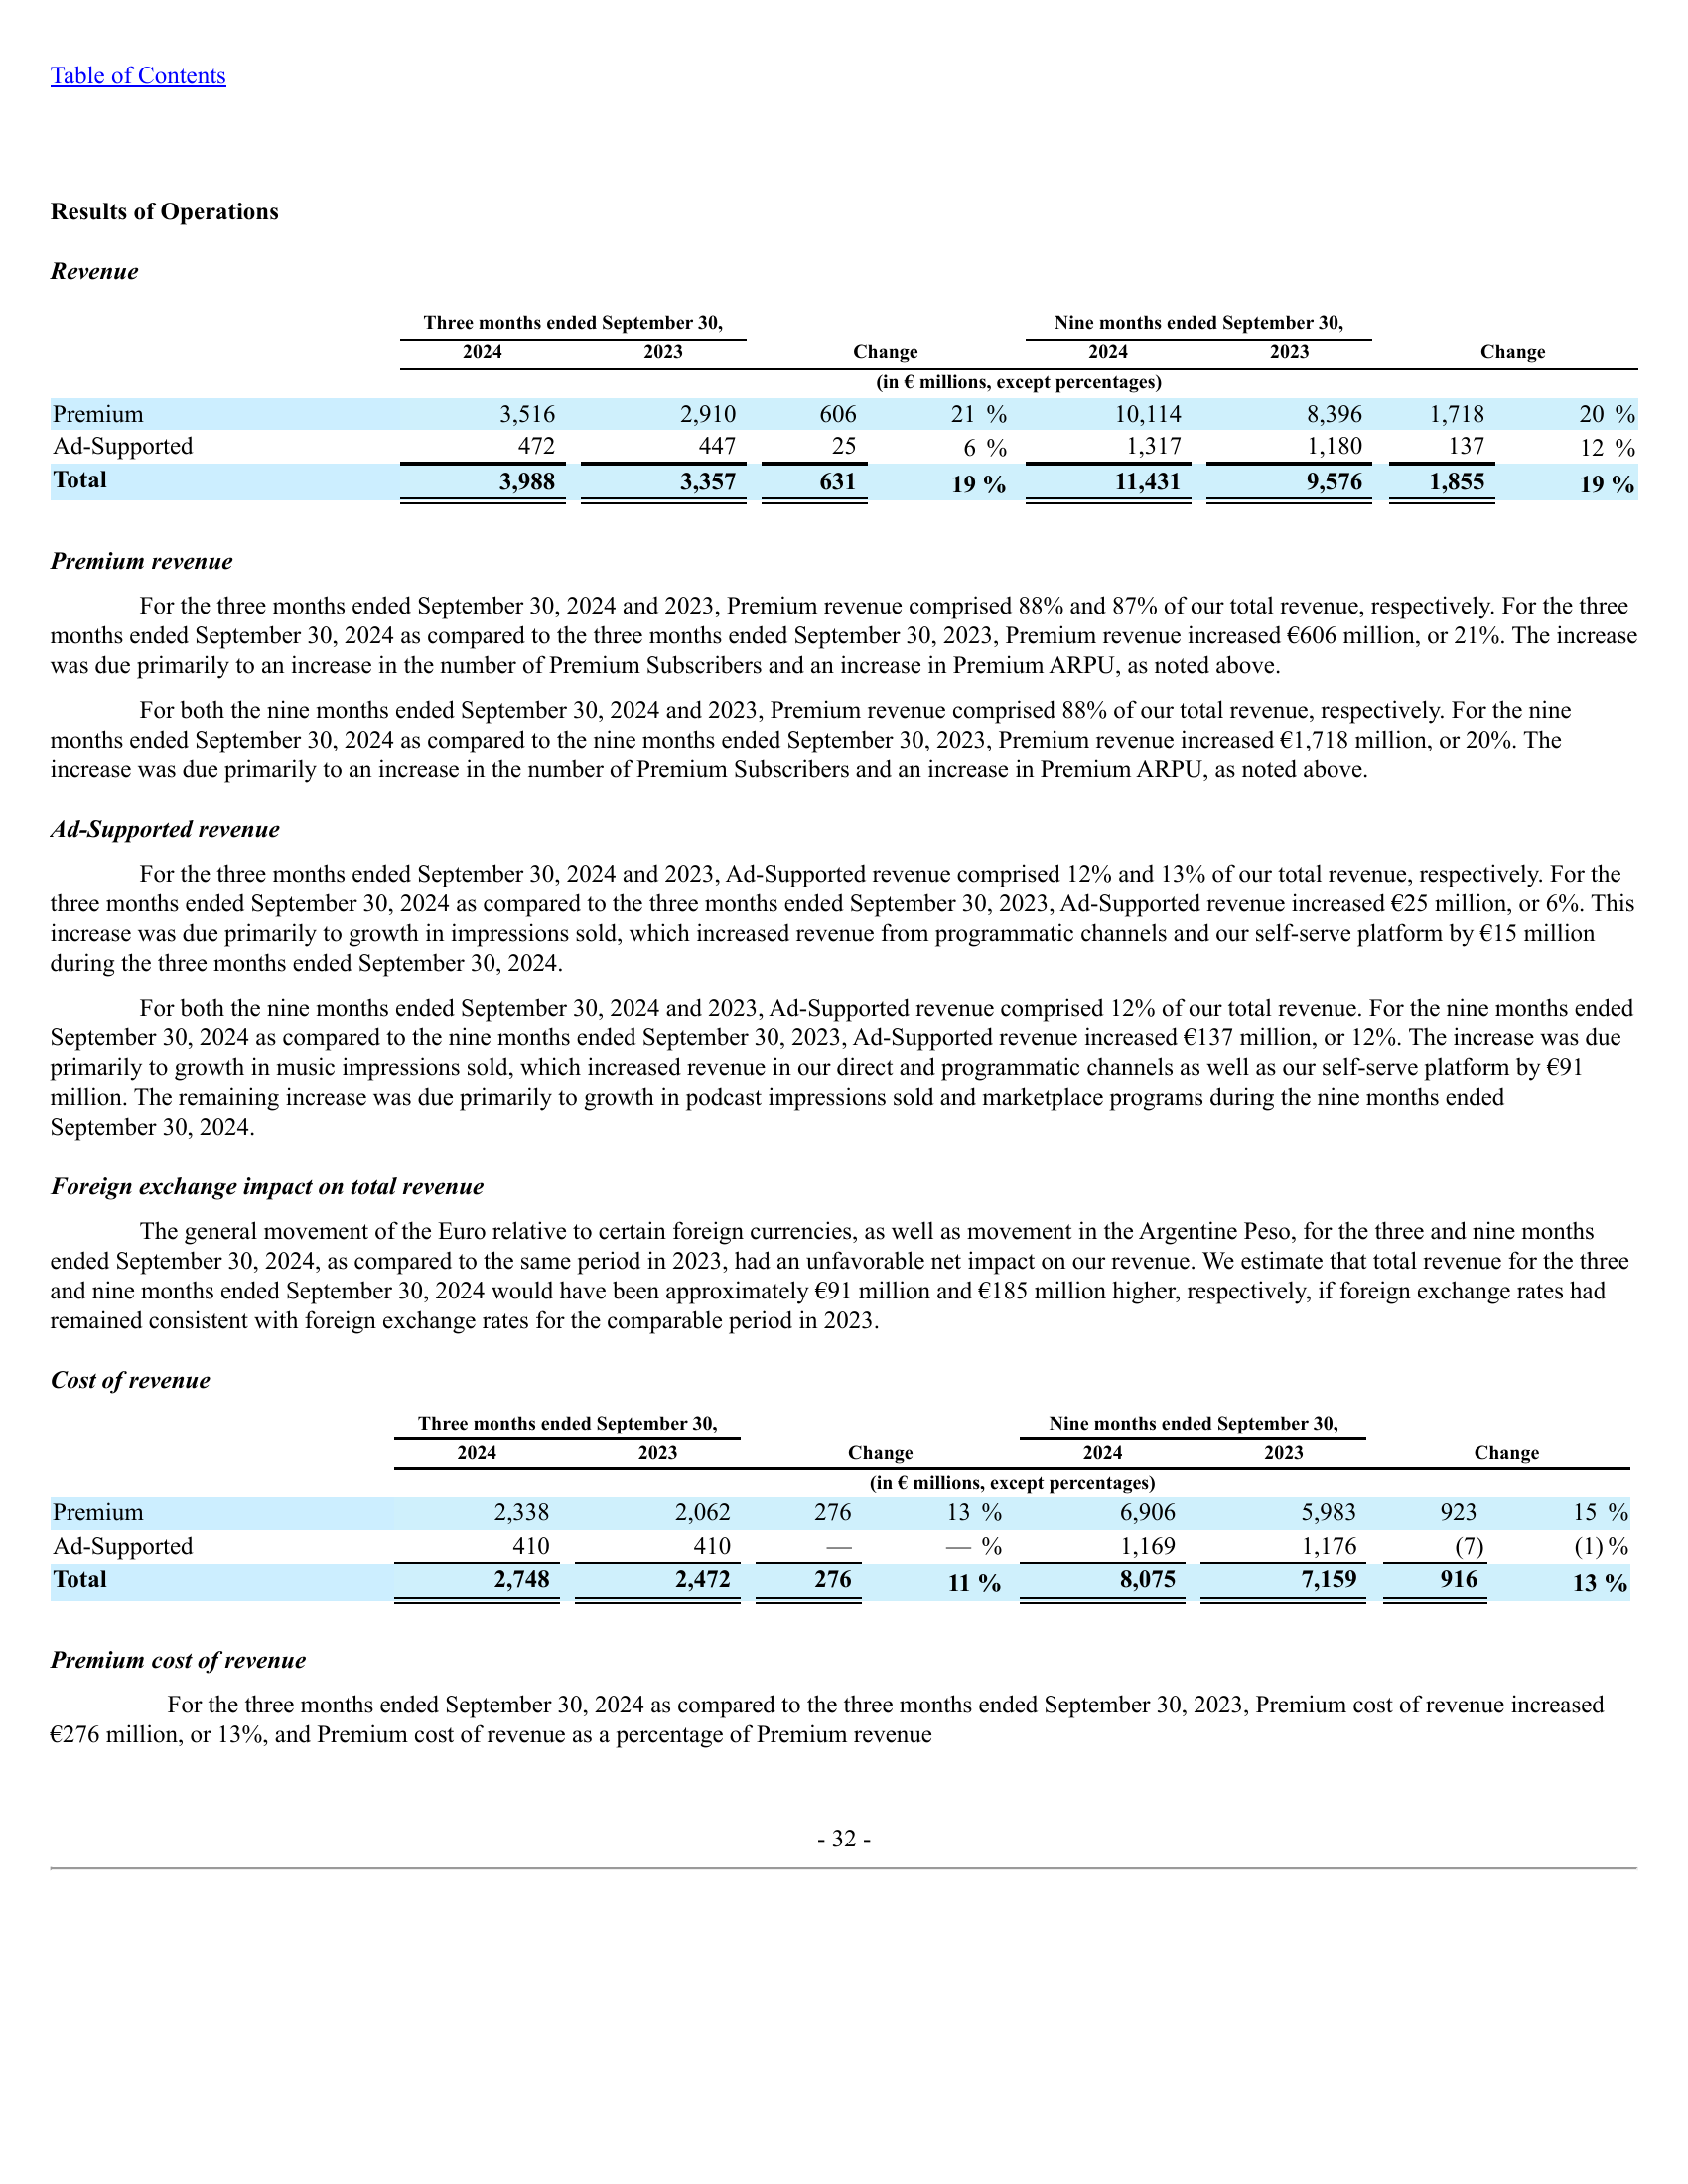 Table of Contents
Results of Operations
Revenue
Three months ended September 30, Nine months ended September 30,
2024 2023 Change 2024 2023 Change
(in € millions, except percentages)
Premium 3,516 2,910 606 21 % 10,114 8,396 1,718 20 %
Ad-Supported 472 447 25 6 % 1,317 1,180 137 12 %
Total 3,988 3,357 631 19 % 11,431 9,576 1,855 19 %
Premium revenue
For the three months ended September 30, 2024 and 2023, Premium revenue comprised 88% and 87% of our total revenue, respectively. For the three
months ended September 30, 2024 as compared to the three months ended September 30, 2023, Premium revenue increased €606 million, or 21%. The increase
was due primarily to an increase in the number of Premium Subscribers and an increase in Premium ARPU, as noted above.
For both the nine months ended September 30, 2024 and 2023, Premium revenue comprised 88% of our total revenue, respectively. For the nine
months ended September 30, 2024 as compared to the nine months ended September 30, 2023, Premium revenue increased €1,718 million, or 20%. The
increase was due primarily to an increase in the number of Premium Subscribers and an increase in Premium ARPU, as noted above.
Ad-Supported revenue
For the three months ended September 30, 2024 and 2023, Ad-Supported revenue comprised 12% and 13% of our total revenue, respectively. For the
three months ended September 30, 2024 as compared to the three months ended September 30, 2023, Ad-Supported revenue increased €25 million, or 6%. This
increase was due primarily to growth in impressions sold, which increased revenue from programmatic channels and our self-serve platform by €15 million
during the three months ended September 30, 2024.
For both the nine months ended September 30, 2024 and 2023, Ad-Supported revenue comprised 12% of our total revenue. For the nine months ended
September 30, 2024 as compared to the nine months ended September 30, 2023, Ad-Supported revenue increased €137 million, or 12%. The increase was due
primarily to growth in music impressions sold, which increased revenue in our direct and programmatic channels as well as our self-serve platform by €91
million. The remaining increase was due primarily to growth in podcast impressions sold and marketplace programs during the nine months ended
September 30, 2024.
Foreign exchange impact on total revenue
The general movement of the Euro relative to certain foreign currencies, as well as movement in the Argentine Peso, for the three and nine months
ended September 30, 2024, as compared to the same period in 2023, had an unfavorable net impact on our revenue. We estimate that total revenue for the three
and nine months ended September 30, 2024 would have been approximately €91 million and €185 million higher, respectively, if foreign exchange rates had
remained consistent with foreign exchange rates for the comparable period in 2023.
Cost of revenue
Three months ended September 30, Nine months ended September 30,
2024 2023 Change 2024 2023 Change
(in € millions, except percentages)
Premium 2,338 2,062 276 13 % 6,906 5,983 923 15 %
Ad-Supported 410 410 — — % 1,169 1,176 (7) (1) %
Total 2,748 2,472 276 11 % 8,075 7,159 916 13 %
Premium cost of revenue
For the three months ended September 30, 2024 as compared to the three months ended September 30, 2023, Premium cost of revenue increased
€276 million, or 13%, and Premium cost of revenue as a percentage of Premium revenue
- 32 -